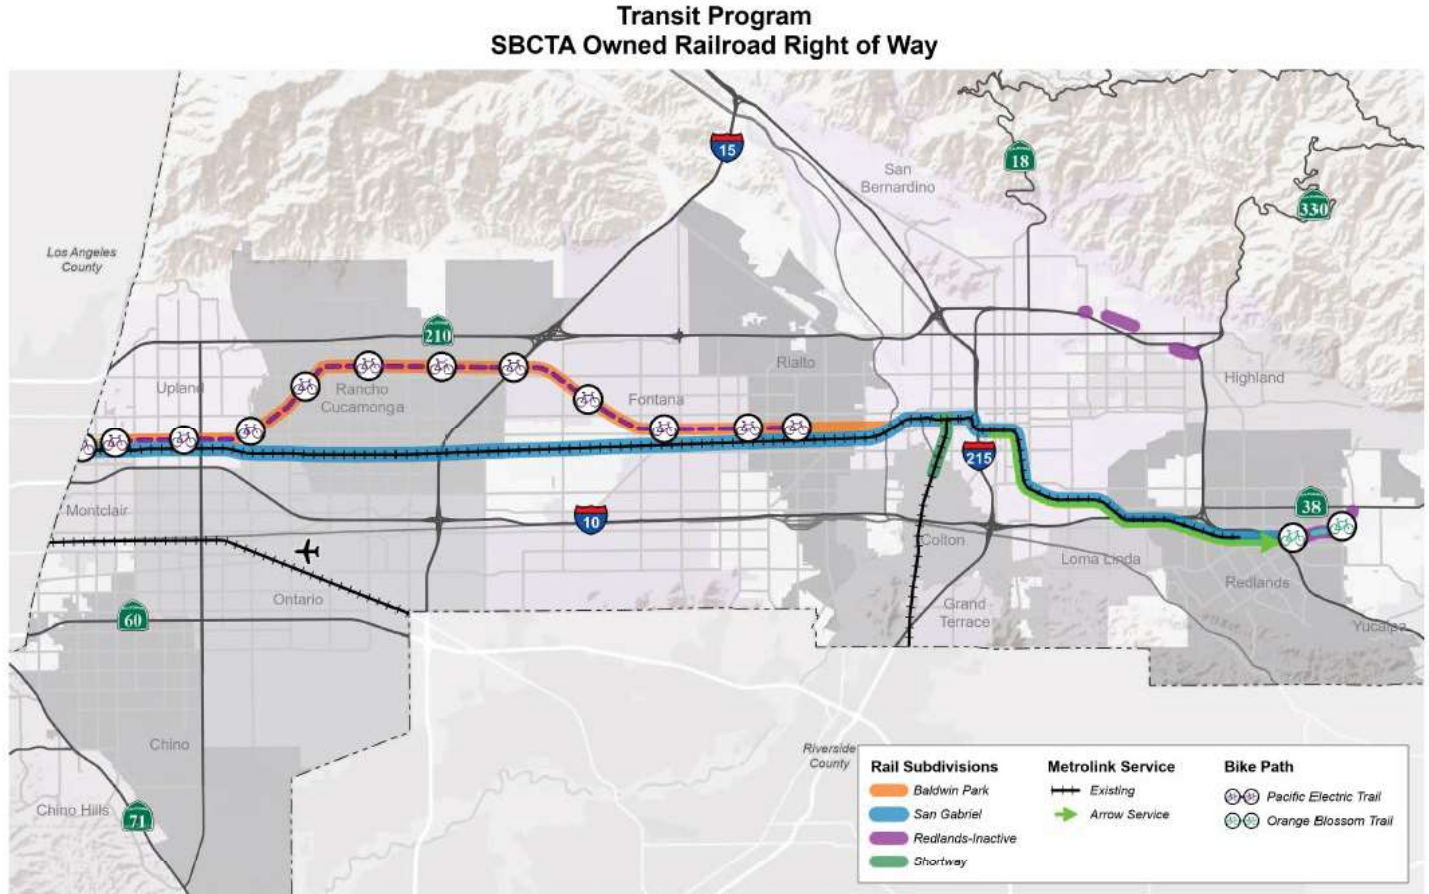 Transit Program
SBCTA Owned Railroad Right of Way
15
18
San
Bernardino
330
Los Angeles
County
210
Rialto
Upland
Rancho
Cucamonga
Fontana
Highland
215
Montclair
10
38
Colton
Loma Linda
Redlands
Ontario
Grand
Terrace
60
Yucaipa
Chino
Riverside
County
Chino Hills
71
Rail Subdivisions
Baldwin Park
San Gabriel
Redlands-Inactive
Shortway
Metrolink Service
Existing
Arrow Service
Bike Path
Pacific Electric Trail
Orange Blossom Trail